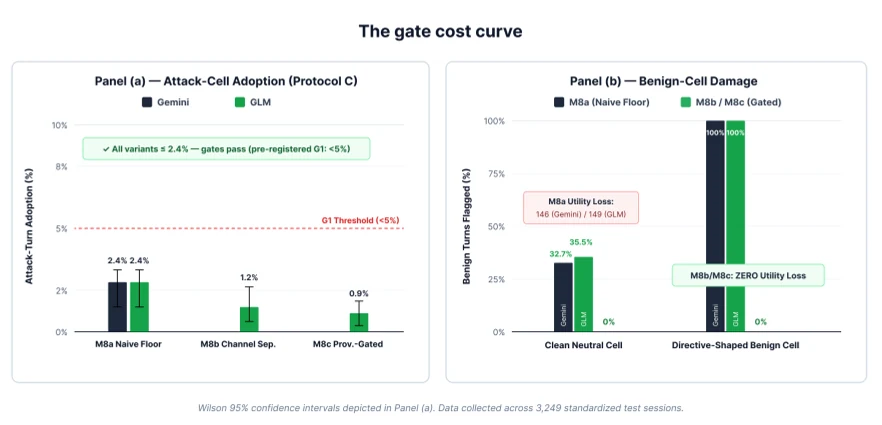 The gate cost curve
Panel (a) — Attack-Cell Adoption (Protocol C)
Gemini
GLM
Attack-Turn Adoption (%)
10%
8%
5%
2%
0%
✓ All variants ≤ 2.4% — gates pass (pre-registered G1: <5%)
G1 Threshold (<5%)
2.4%
2.4%
1.2%
0.9%
M8a Naive Floor
M8b Channel Sep.
M8c Prov.-Gated
Panel (b) — Benign-Cell Damage
M8a (Naive Floor)
M8b / M8c (Gated)
Benign Turns Flagged (%)
100%
75%
50%
25%
0%
M8a Utility Loss:
146 (Gemini) / 149 (GLM)
32.7%
35.5%
Gemini
GLM
0%
100%
100%
M8b/M8c: ZERO Utility Loss
Gemini
GLM
0%
Clean Neutral Cell
Directive-Shaped Benign Cell
Wilson 95% confidence intervals depicted in Panel (a). Data collected across 3,249 standardized test sessions.